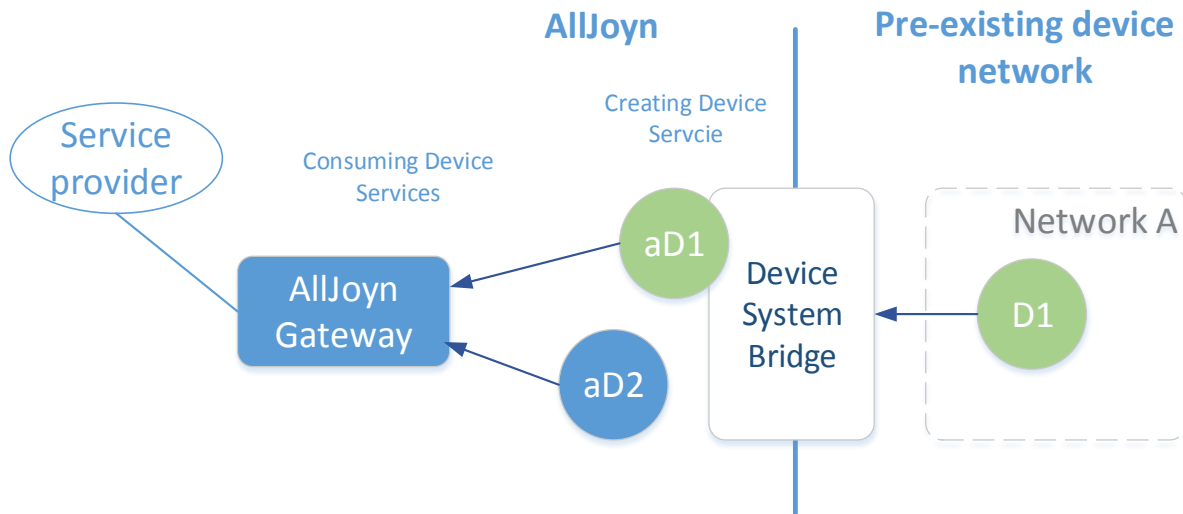 AllJoyn
Pre-existing device
network
Creating Device
Servcie
Service
provider
Consuming Device
Services
aD1
Network A
Device
System
Bridge
AllJoyn
Gateway
D1
aD2